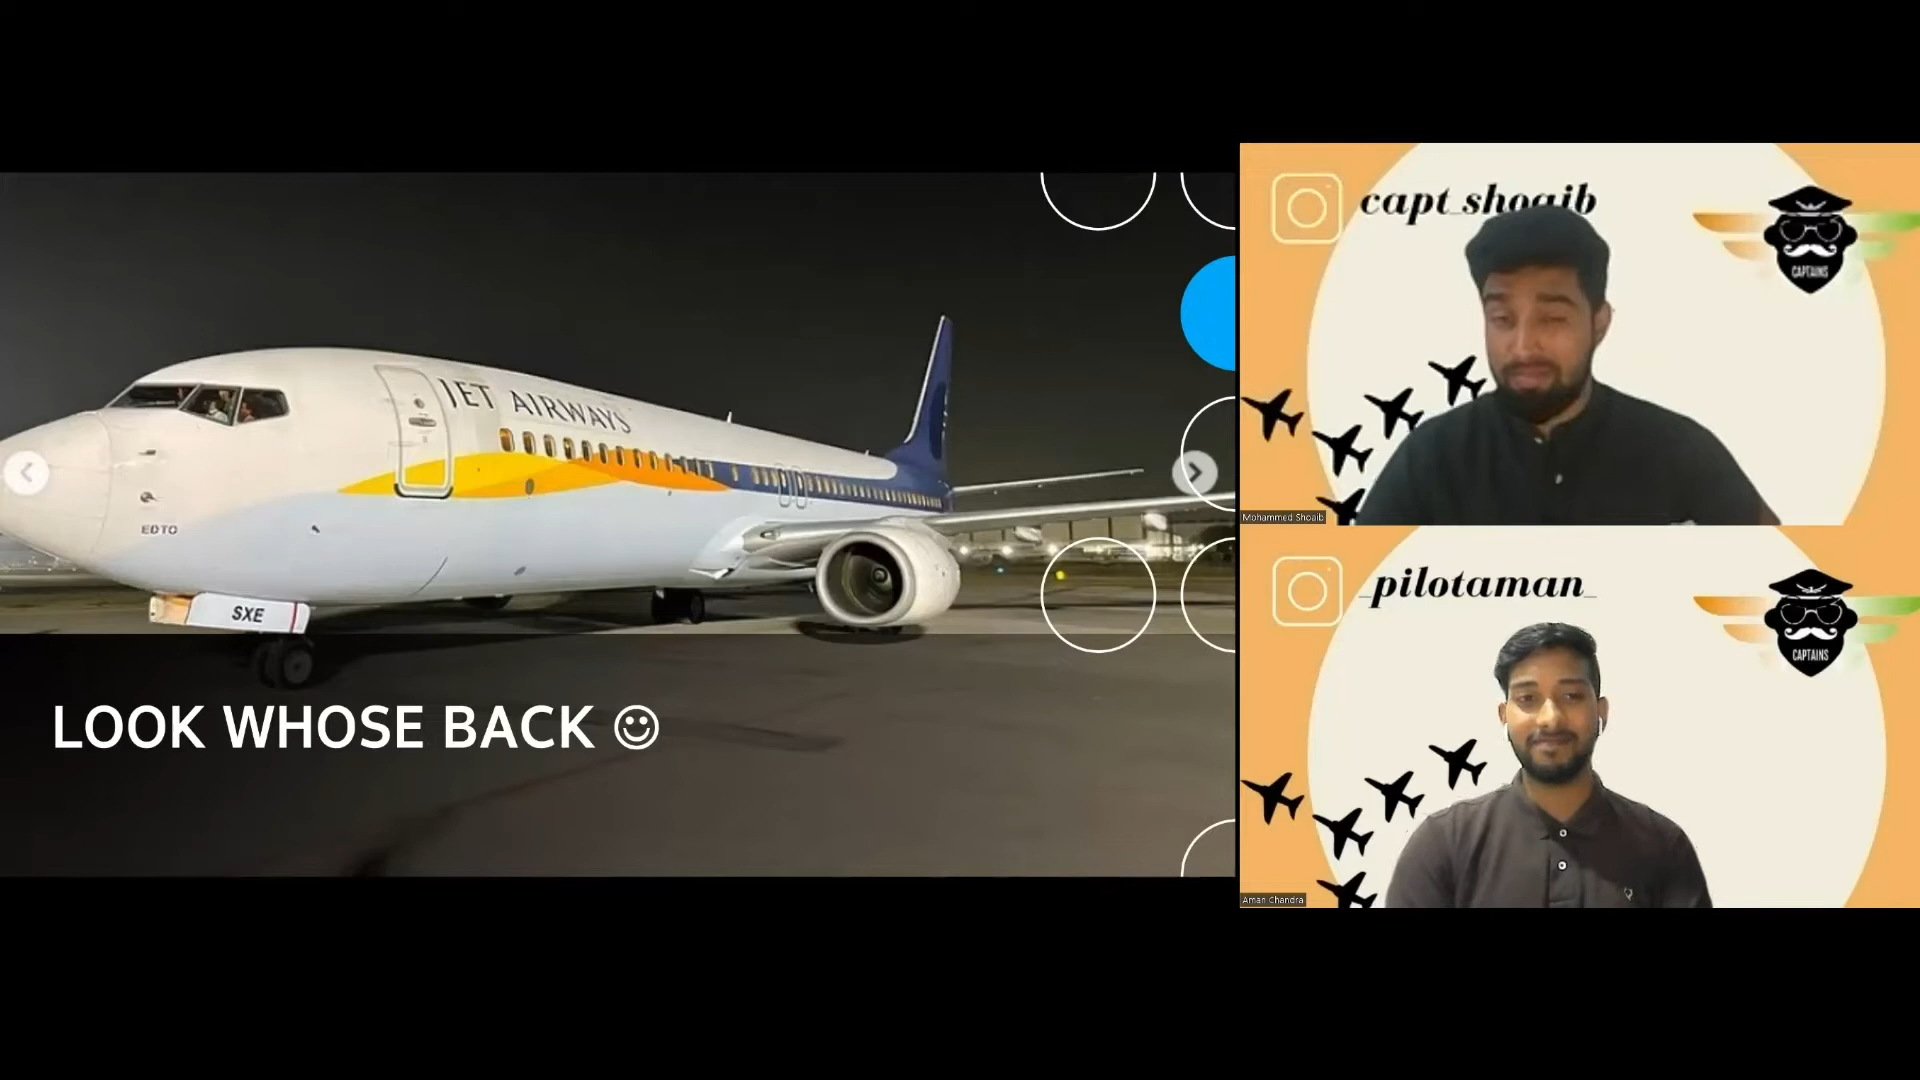 JET AIRWAYS
EDTO
SXE
LOOK WHOSE BACK ☺
capt_shoaib
CAPTAINS
Mohammed Shoaib
_pilotaman_
CAPTAINS
Aman Chandra